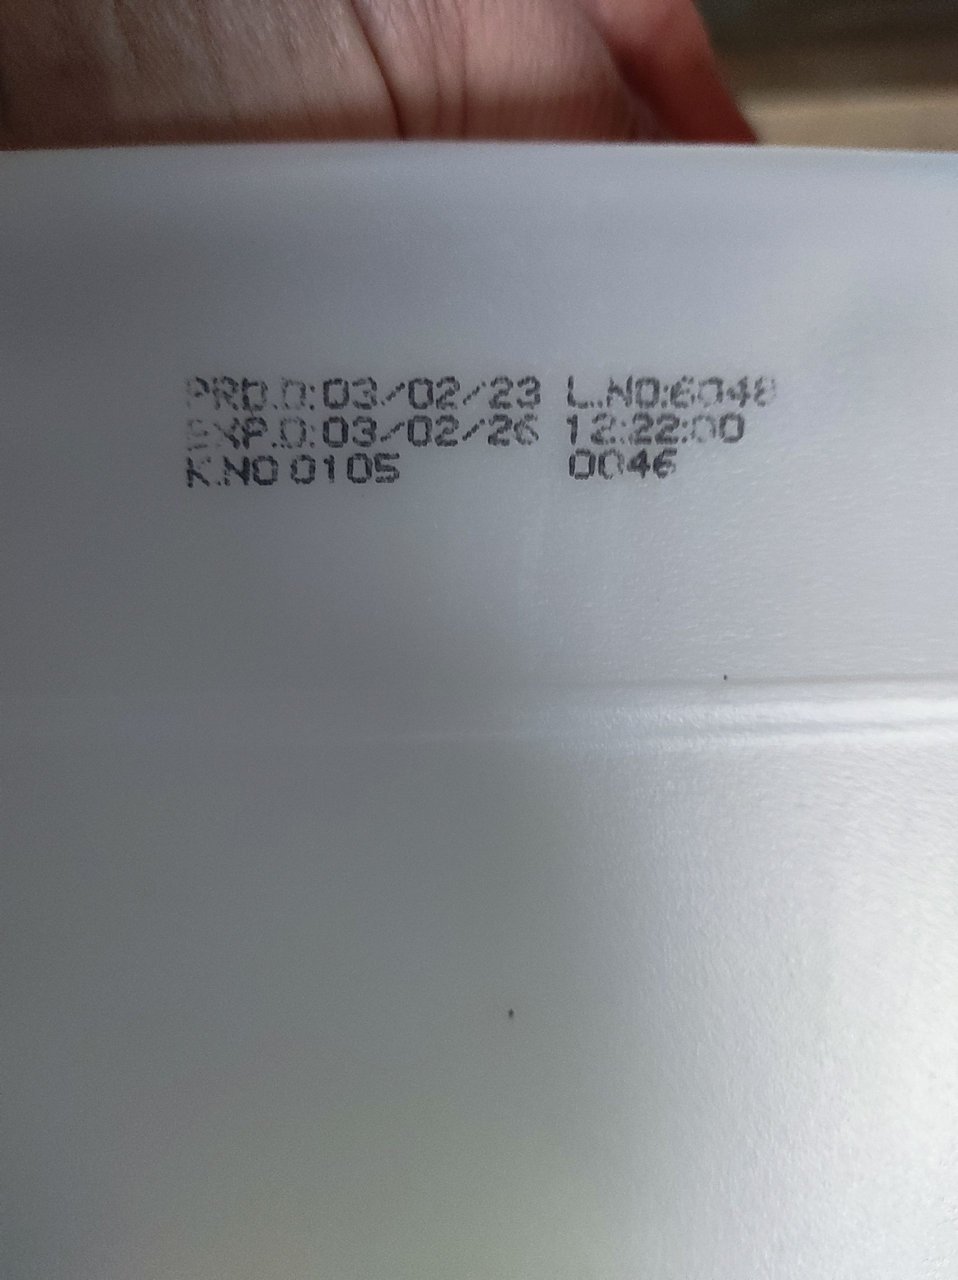 PRD.D:03/02/23 L.NO:6048
EXP.D:03/02/26 12:22:00
K.NO 0105 0046